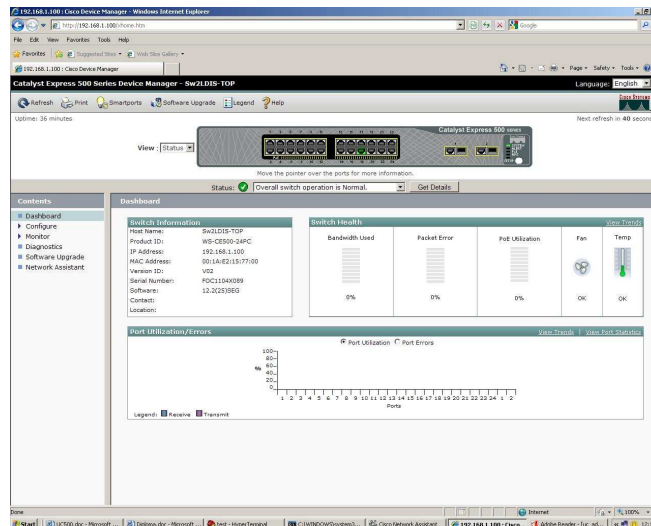 192.168.1.100 : Cisco Device Manager - Windows Internet Explorer
http://192.168.1.100/xhome.htm
Google
File Edit View Favorites Tools Help
Favorites Suggested Sites Web Slice Gallery
192.168.1.100 : Cisco Device Manager
Page Safety Tools
Catalyst Express 500 Series Device Manager - Sw2LDIS-TOP
Language: English
Refresh Print Smartports Software Upgrade Legend Help
Cisco Systems
Uptime: 36 minutes
Next refresh in 40 second
View : Status
Catalyst Express 500 SERIES
Move the pointer over the ports for more information.
Status: Overall switch operation is Normal. Get Details
Contents
Dashboard
Configure
Monitor
Diagnostics
Software Upgrade
Network Assistant
Dashboard
Switch Information
Host Name: Sw2LDIS-TOP
Product ID: WS-CE500-24PC
IP Address: 192.168.1.100
MAC Address: 00:1A:E2:15:77:00
Version ID: V02
Serial Number: FOC1104X089
Software: 12.2(25)SEG
Contact:
Location:
Switch Health View Trends
Bandwidth Used Packet Error PoE Utilization Fan Temp
0% 0% 0% OK OK
Port Utilization/Errors View Trends | View Port Statistics
Port Utilization Port Errors
100
80
60
% 40
20
0
1 2 3 4 5 6 7 8 9 10 11 12 13 14 15 16 17 18 19 20 21 22 23 24 1 2
Ports
Legend: Receive Transmit
Done
Internet
100%
Start UC500.doc - Microsoft ... Diploma.doc - Microsoft ... test - HyperTerminal C:\WINDOWS\system3... Cisco Network Assistant 192.168.1.100 : Cisco ... Adobe Reader - [uc_ad...